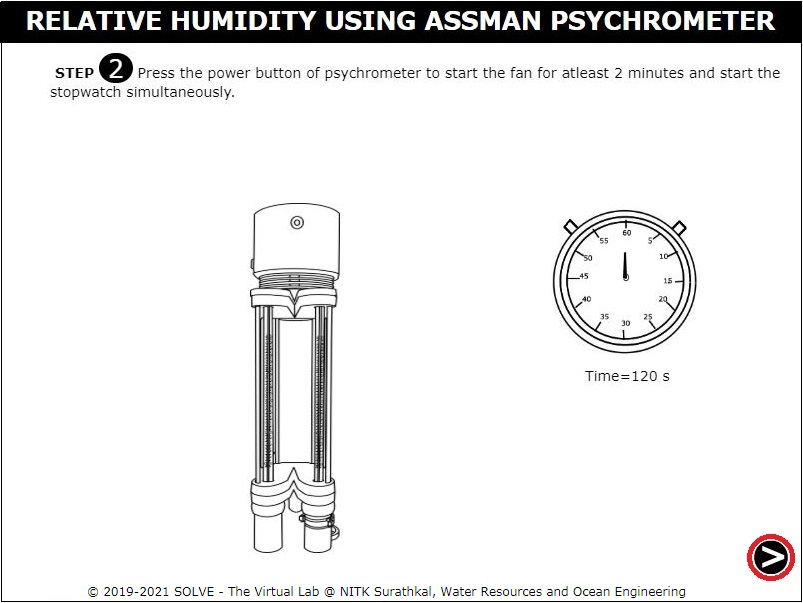 RELATIVE HUMIDITY USING ASSMAN PSYCHROMETER
STEP 2 Press the power button of psychrometer to start the fan for atleast 2 minutes and start the
stopwatch simultaneously.
60
55
5
50
10
45
15
40
20
35
25
30
Time=120 s
>
© 2019-2021 SOLVE - The Virtual Lab @ NITK Surathkal, Water Resources and Ocean Engineering